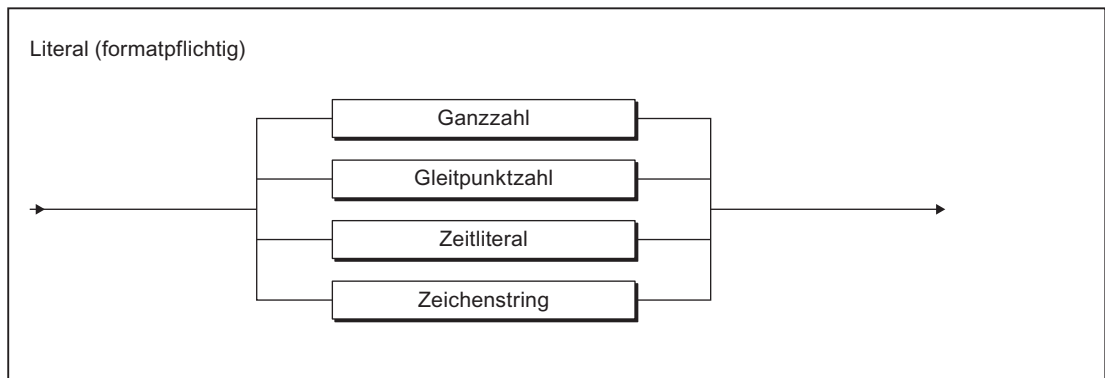 Literal (formatpflichtig)
Ganzzahl
Gleitpunktzahl
Zeitliteral
Zeichenstring